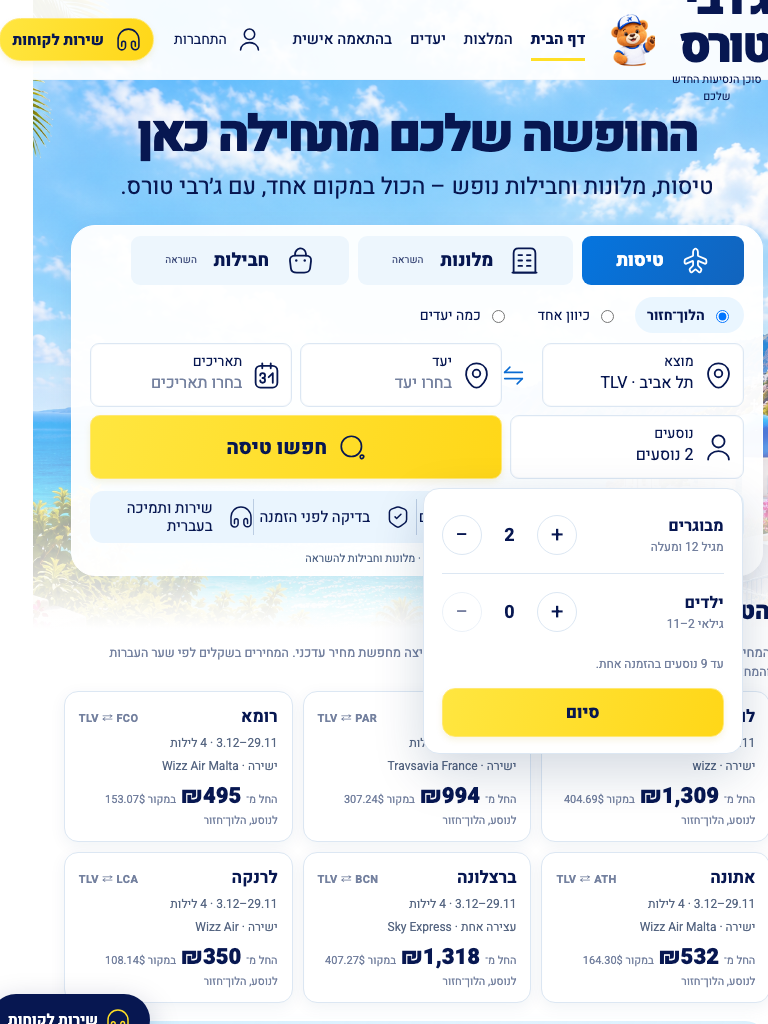 טורס
סוכן הנסיעות החדש
שלכם
דף הבית
המלצות
יעדים
בהתאמה אישית
התחברות
שירות לקוחות
החופשה שלכם מתחילה כאן
טיסות, מלונות וחבילות נופש – הכול במקום אחד, עם ג׳רבי טורס.
טיסות
מלונות השראה
חבילות השראה
הלוך־חזור
כיוון אחד
כמה יעדים
מוצא
תל אביב · TLV
יעד
בחרו יעד
תאריכים
בחרו תאריכים
31
נוסעים
2 נוסעים
חפשו טיסה
בדיקה לפני הזמנה
שירות ותמיכה
בעברית
· מלונות וחבילות להשראה
מבוגרים
מגיל 12 ומעלה
+ 2 −
ילדים
גילאי 2–11
+ 0 −
עד 9 נוסעים בהזמנה אחת.
סיום
מחפשת מחיר עדכני. המחירים בשקלים לפי שער העברות
wizz · ישירה
החל מ־ ₪1,309 במקור 404.69$
לנוסע, הלוך־חזור
TLV ⇄ PAR
Travsavia France · ישירה
החל מ־ ₪994 במקור 307.24$
לנוסע, הלוך־חזור
רומא TLV ⇄ FCO
29.11–3.12 · 4 לילות
Wizz Air Malta · ישירה
החל מ־ ₪495 במקור 153.07$
לנוסע, הלוך־חזור
אתונה TLV ⇄ ATH
29.11–3.12 · 4 לילות
Wizz Air Malta · ישירה
החל מ־ ₪532 במקור 164.30$
לנוסע, הלוך־חזור
ברצלונה TLV ⇄ BCN
29.11–3.12 · 4 לילות
Sky Express · עצירה אחת
החל מ־ ₪1,318 במקור 407.27$
לנוסע, הלוך־חזור
לרנקה TLV ⇄ LCA
29.11–3.12 · 4 לילות
Wizz Air · ישירה
החל מ־ ₪350 במקור 108.14$
לנוסע, הלוך־חזור
שירות לקוחות